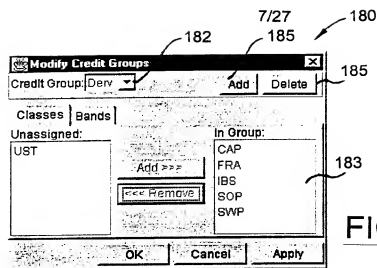 7/27
180
182
185
Modify Credit Groups
Credit Group: Derv
Add Delete
185
Classes Bands
Unassigned:
In Group:
UST
CAP
FRA
IBS
SOP
SWP
Add >>>
<<< Remove
183
FIG
OK Cancel Apply